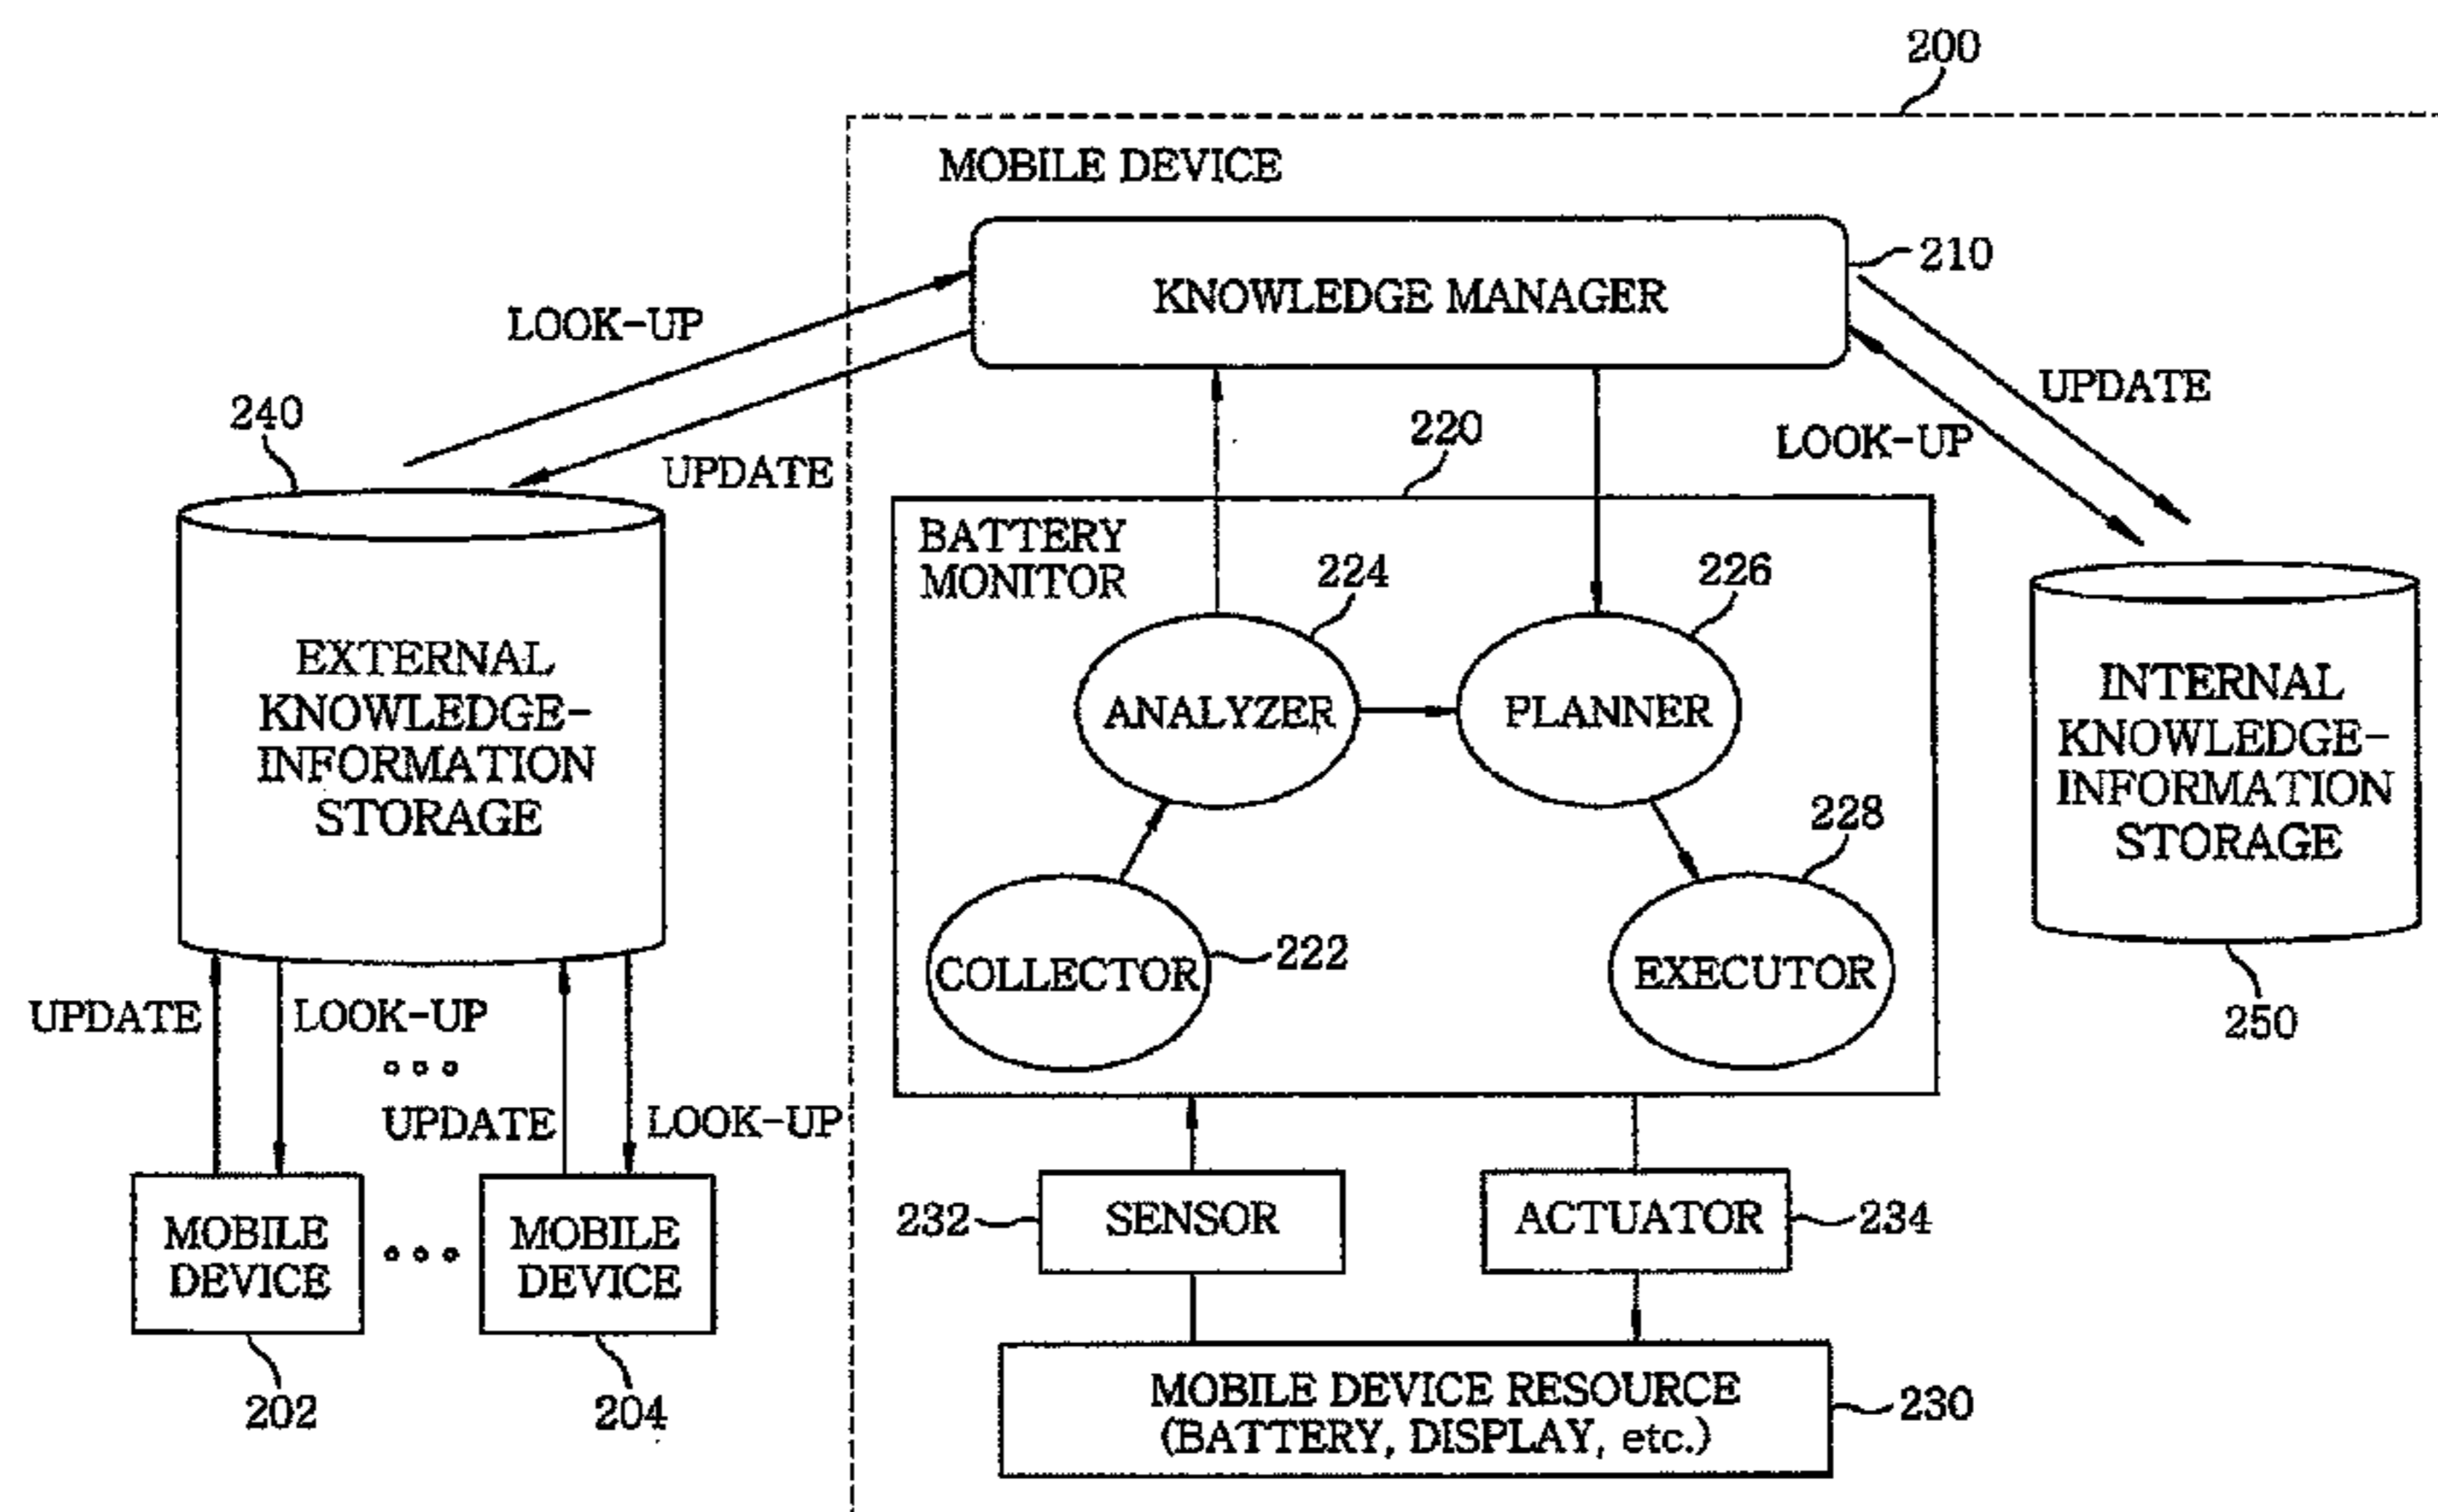 200
MOBILE DEVICE
KNOWLEDGE MANAGER
210
LOOK-UP
UPDATE
UPDATE
LOOK-UP
240
220
EXTERNAL
KNOWLEDGE-
INFORMATION
STORAGE
BATTERY
MONITOR
224
226
ANALYZER
PLANNER
228
COLLECTOR
222
EXECUTOR
INTERNAL
KNOWLEDGE-
INFORMATION
STORAGE
250
UPDATE
LOOK-UP
UPDATE
LOOK-UP
MOBILE
DEVICE
MOBILE
DEVICE
202
204
232
SENSOR
ACTUATOR
234
MOBILE DEVICE RESOURCE
(BATTERY, DISPLAY, etc.)
230